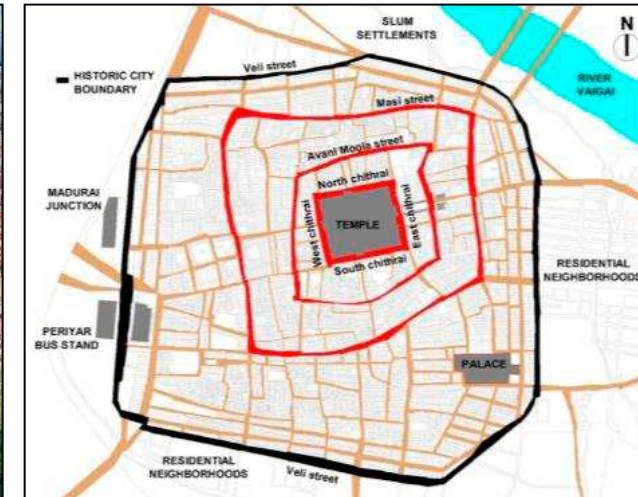 SLUM
SETTLEMENTS
N
Veli street
HISTORIC CITY
BOUNDARY
RIVER
VAIGAI
Masi street
Avani Moola street
North chithrai
MADURAI
JUNCTION
West chithrai
TEMPLE
East chithrai
South chithrai
RESIDENTIAL
NEIGHBORHOODS
PERIYAR
BUS STAND
PALACE
RESIDENTIAL
NEIGHBORHOODS
Veli street